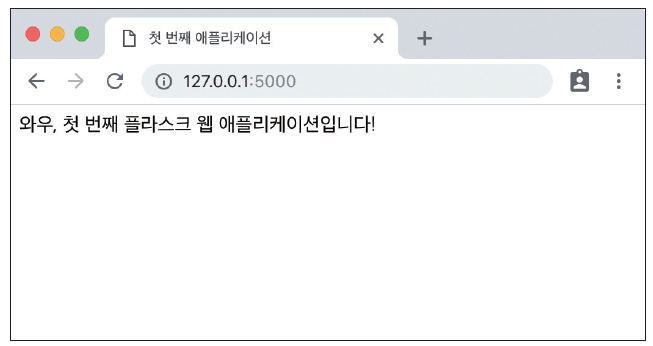 첫 번째 애플리케이션
127.0.0.1:5000
와우, 첫 번째 플라스크 웹 애플리케이션입니다!